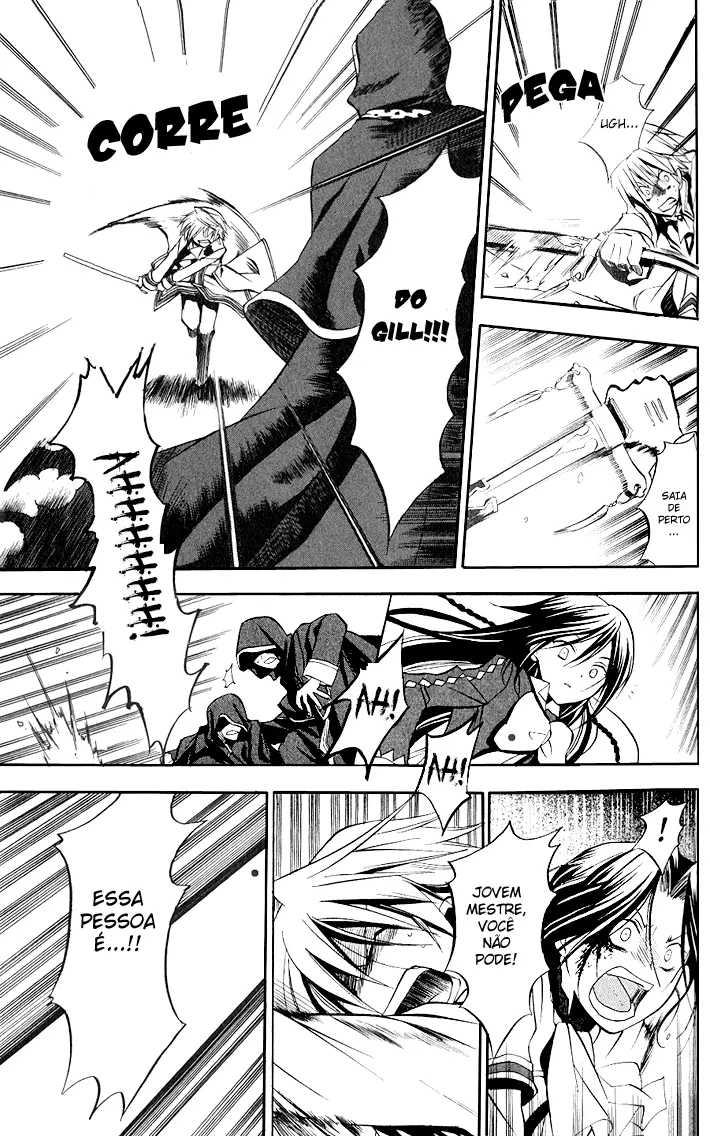 PEGA
UGH...
CORRE
SAIA
DE
PERTO
...
DO
GILL!!!
AHHHHHHH!
AH!
AH!
!
JOVEM
MESTRE,
VOCÊ
NÃO
PODE!
ESSA
PESSOA
É...!!